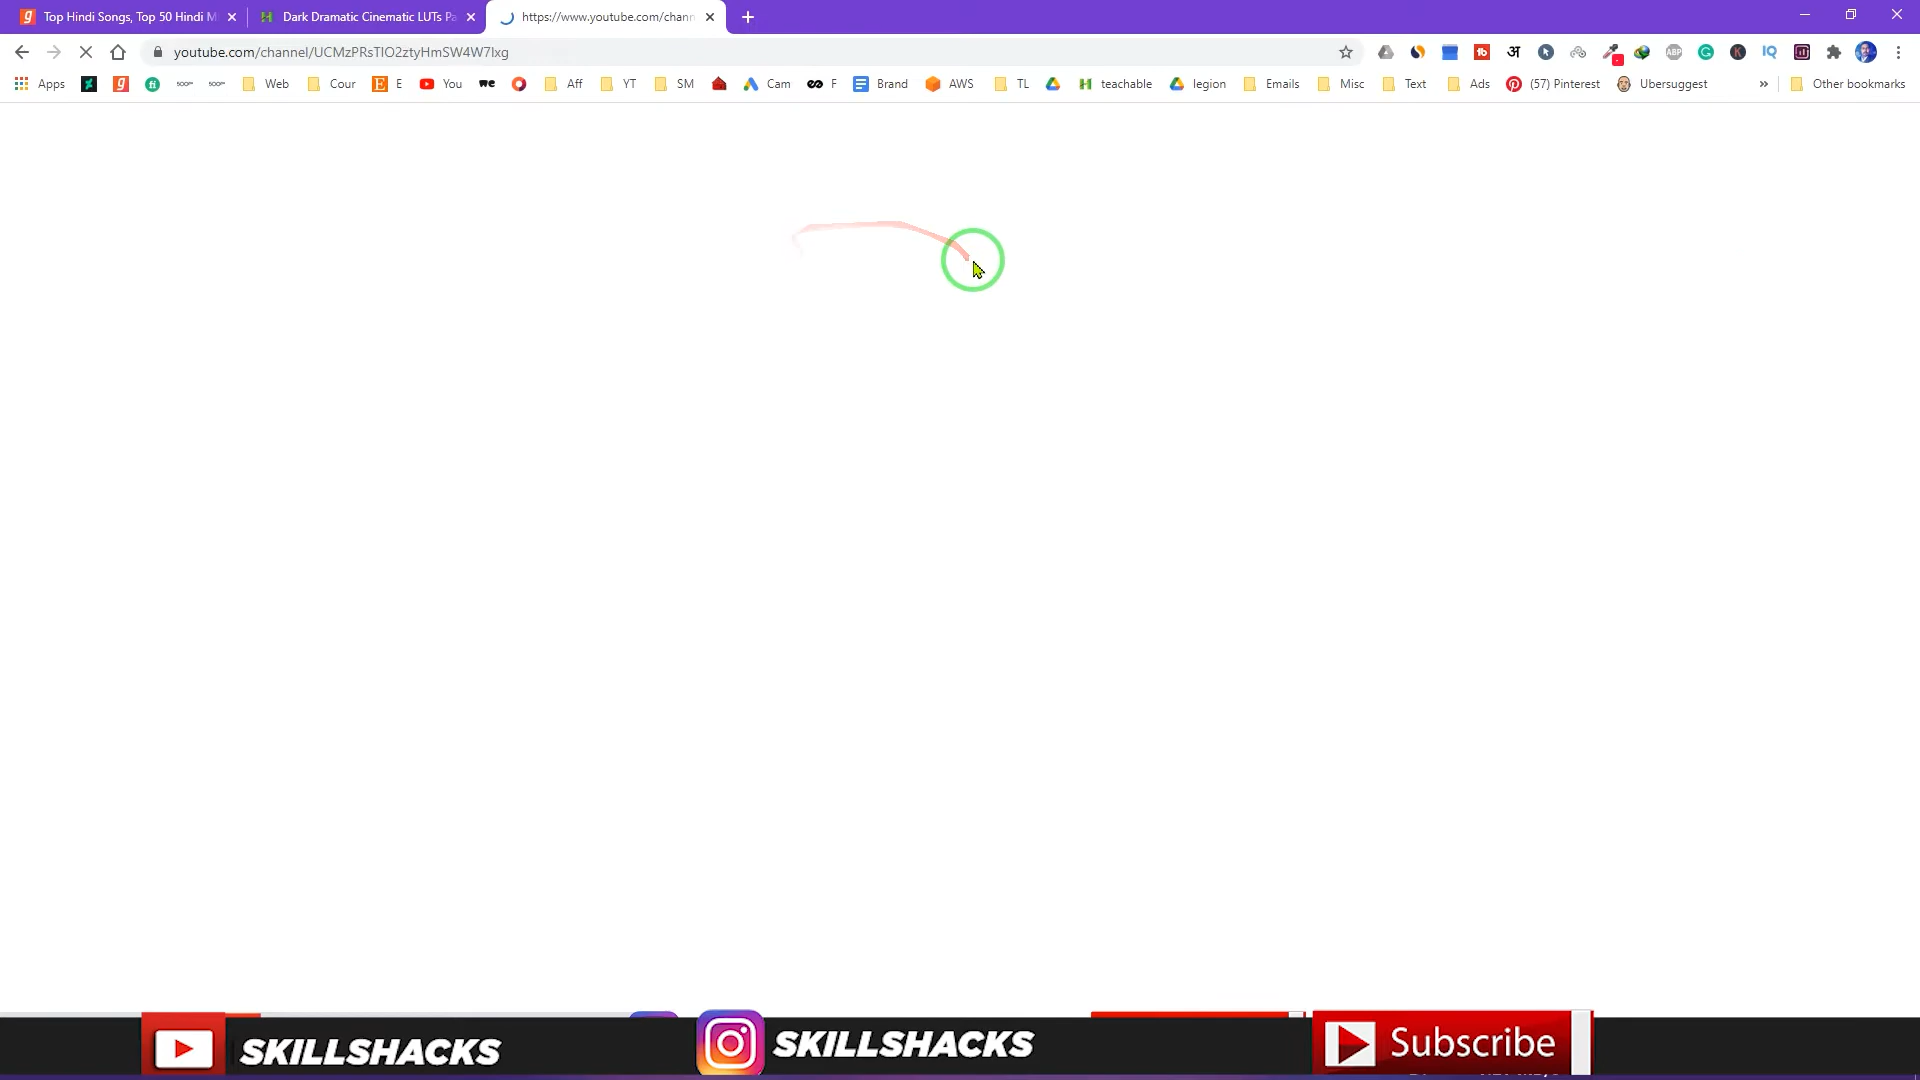 Top Hindi Songs, Top 50 Hindi M
Dark Dramatic Cinematic LUTs Pa
https://www.youtube.com/chann
youtube.com/channel/UCMzPRsTIO2ztyHmSW4W7lxg
Apps Web Cour E You we Aff YT SM Cam F Brand AWS TL teachable legion Emails Misc Text Ads (57) Pinterest Ubersuggest » Other bookmarks
SKILLSHACKS SKILLSHACKS Subscribe